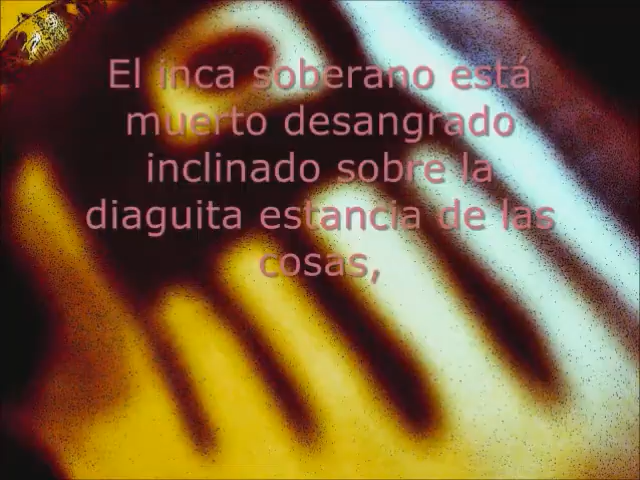 El inca soberano está
muerto desangrado
inclinado sobre la
diaguita estancia de las
cosas,